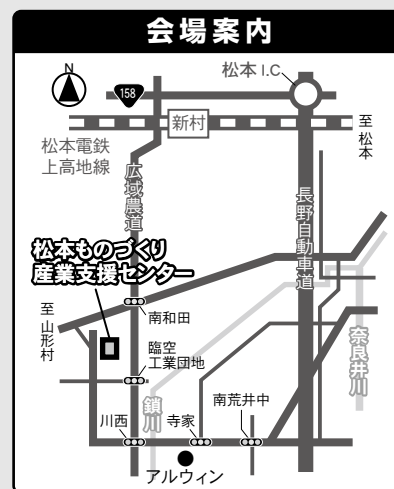 会場案内
N
158
松本 I.C
新村
至松本
松本電鉄
上高地線
広域農道
長野自動車道
松本ものづくり
産業支援センター
至山形村
南和田
臨空
工業団地
奈良井川
鎖川
川西
寺家
南荒井中
アルウィン